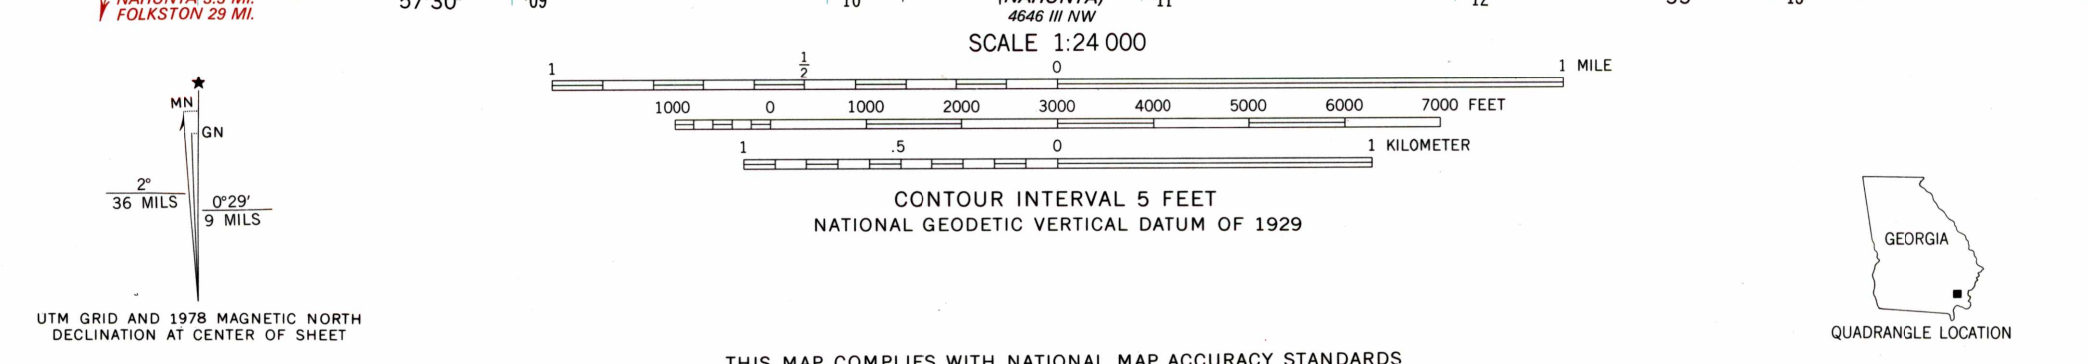 FOLKSTON 29 MI.
57'30"
4646 III NW
SCALE 1:24 000
1 1/2 0 1 MILE
1000 0 1000 2000 3000 4000 5000 6000 7000 FEET
1 .5 0 1 KILOMETER
CONTOUR INTERVAL 5 FEET
NATIONAL GEODETIC VERTICAL DATUM OF 1929
MN
GN
2°
36 MILS
0°29'
9 MILS
UTM GRID AND 1978 MAGNETIC NORTH
DECLINATION AT CENTER OF SHEET
GEORGIA
QUADRANGLE LOCATION
THIS MAP COMPLIES WITH NATIONAL MAP ACCURACY STANDARDS